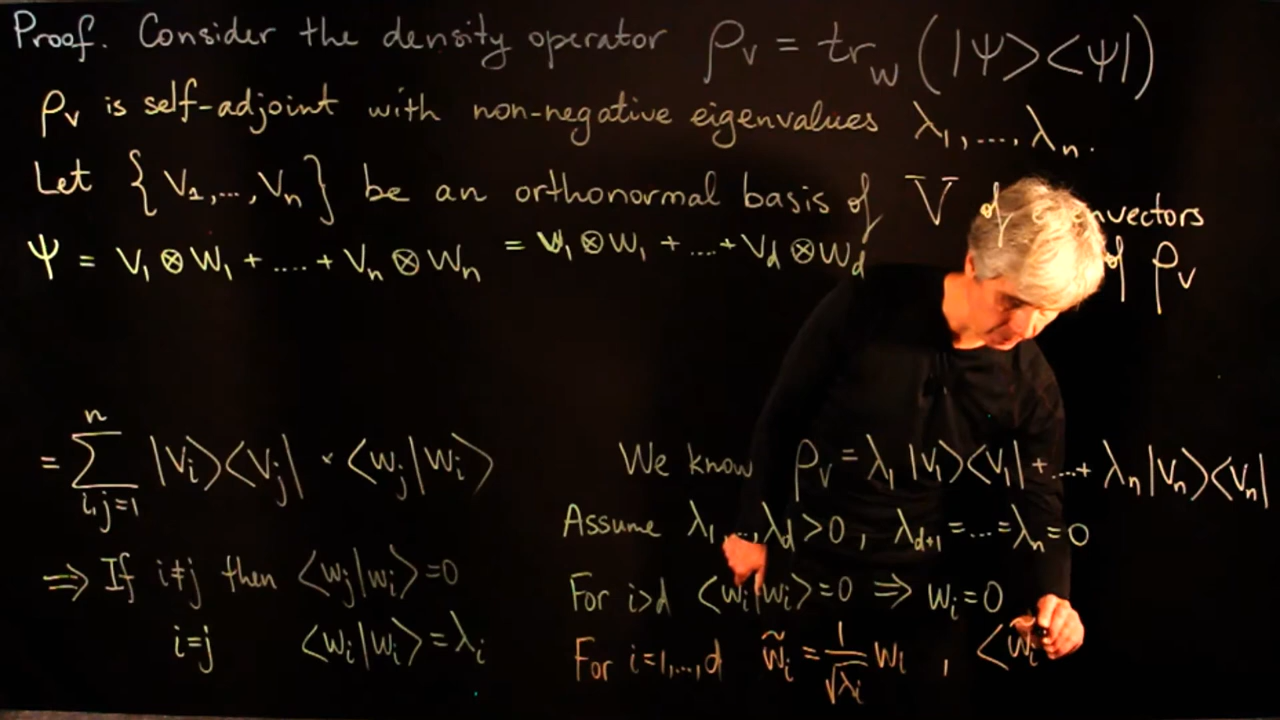 Proof. Consider the density operator ρ_V = tr_W (|Ψ><Ψ|)
ρ_V is self-adjoint with non-negative eigenvalues λ_1, ..., λ_n.
Let {V_1, ..., V_n} be an orthonormal basis of V of eigenvectors
of ρ_V
Ψ = V_1 ⊗ W_1 + .... + V_n ⊗ W_n = V_1 ⊗ W_1 + .... + V_d ⊗ W_d
= Σ_{i,j=1}^{n} |V_i><V_j| · <W_j|W_i>
⇒ If i≠j then <W_j|W_i> = 0
i=j <W_i|W_i> = λ_i
We know ρ_V = λ_1 |V_1><V_1| + ... + λ_n |V_n><V_n|
Assume λ_1, ..., λ_d > 0, λ_{d+1} = ... = λ_n = 0
For i>d <W_i|W_i> = 0 ⇒ W_i = 0
For i=1,...,d W̃_i = 1/√λ_i W_i , <W̃_i